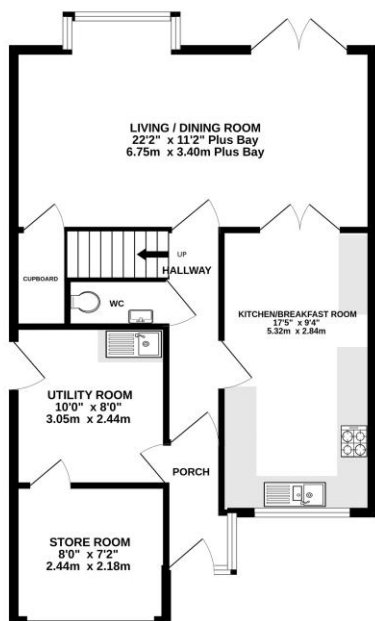 LIVING / DINING ROOM
22'2" x 11'2" Plus Bay
6.75m x 3.40m Plus Bay
UP
HALLWAY
CUPBOARD
WC
KITCHEN/BREAKFAST ROOM
17'5" x 9'4"
5.32m x 2.84m
UTILITY ROOM
10'0" x 8'0"
3.05m x 2.44m
PORCH
STORE ROOM
8'0" x 7'2"
2.44m x 2.18m